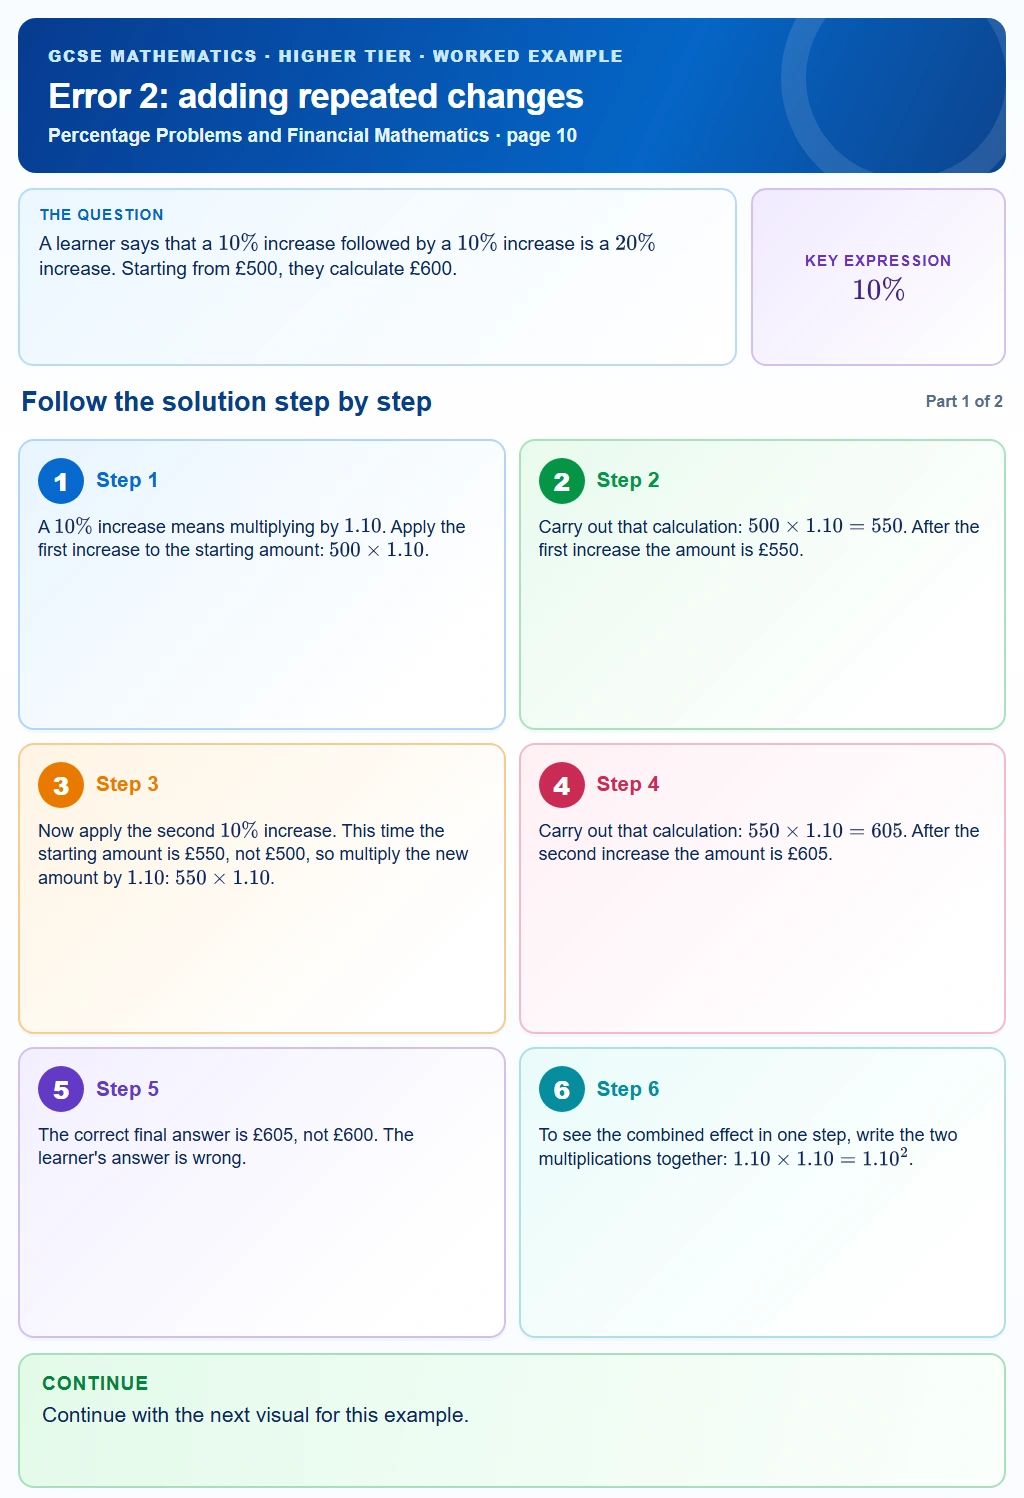 GCSE MATHEMATICS · HIGHER TIER · WORKED EXAMPLE
Error 2: adding repeated changes
Percentage Problems and Financial Mathematics · page 10
THE QUESTION
A learner says that a 10% increase followed by a 10% increase is a 20%
increase. Starting from £500, they calculate £600.
KEY EXPRESSION
10%
Follow the solution step by step
Part 1 of 2
1 Step 1
A 10% increase means multiplying by 1.10. Apply the
first increase to the starting amount: 500 × 1.10.
2 Step 2
Carry out that calculation: 500 × 1.10 = 550. After the
first increase the amount is £550.
3 Step 3
Now apply the second 10% increase. This time the
starting amount is £550, not £500, so multiply the new
amount by 1.10: 550 × 1.10.
4 Step 4
Carry out that calculation: 550 × 1.10 = 605. After the
second increase the amount is £605.
5 Step 5
The correct final answer is £605, not £600. The
learner's answer is wrong.
6 Step 6
To see the combined effect in one step, write the two
multiplications together: 1.10 × 1.10 = 1.10².
CONTINUE
Continue with the next visual for this example.